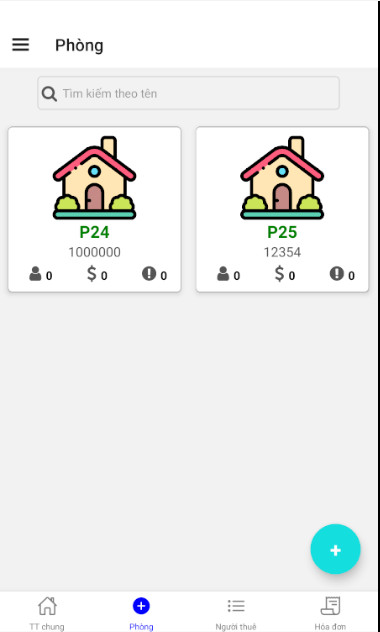 Phòng
Tìm kiếm theo tên
P24 P25
1000000 12354
0 $ 0 0 0 $ 0 0
TT chung Phòng Người thuê Hóa đơn